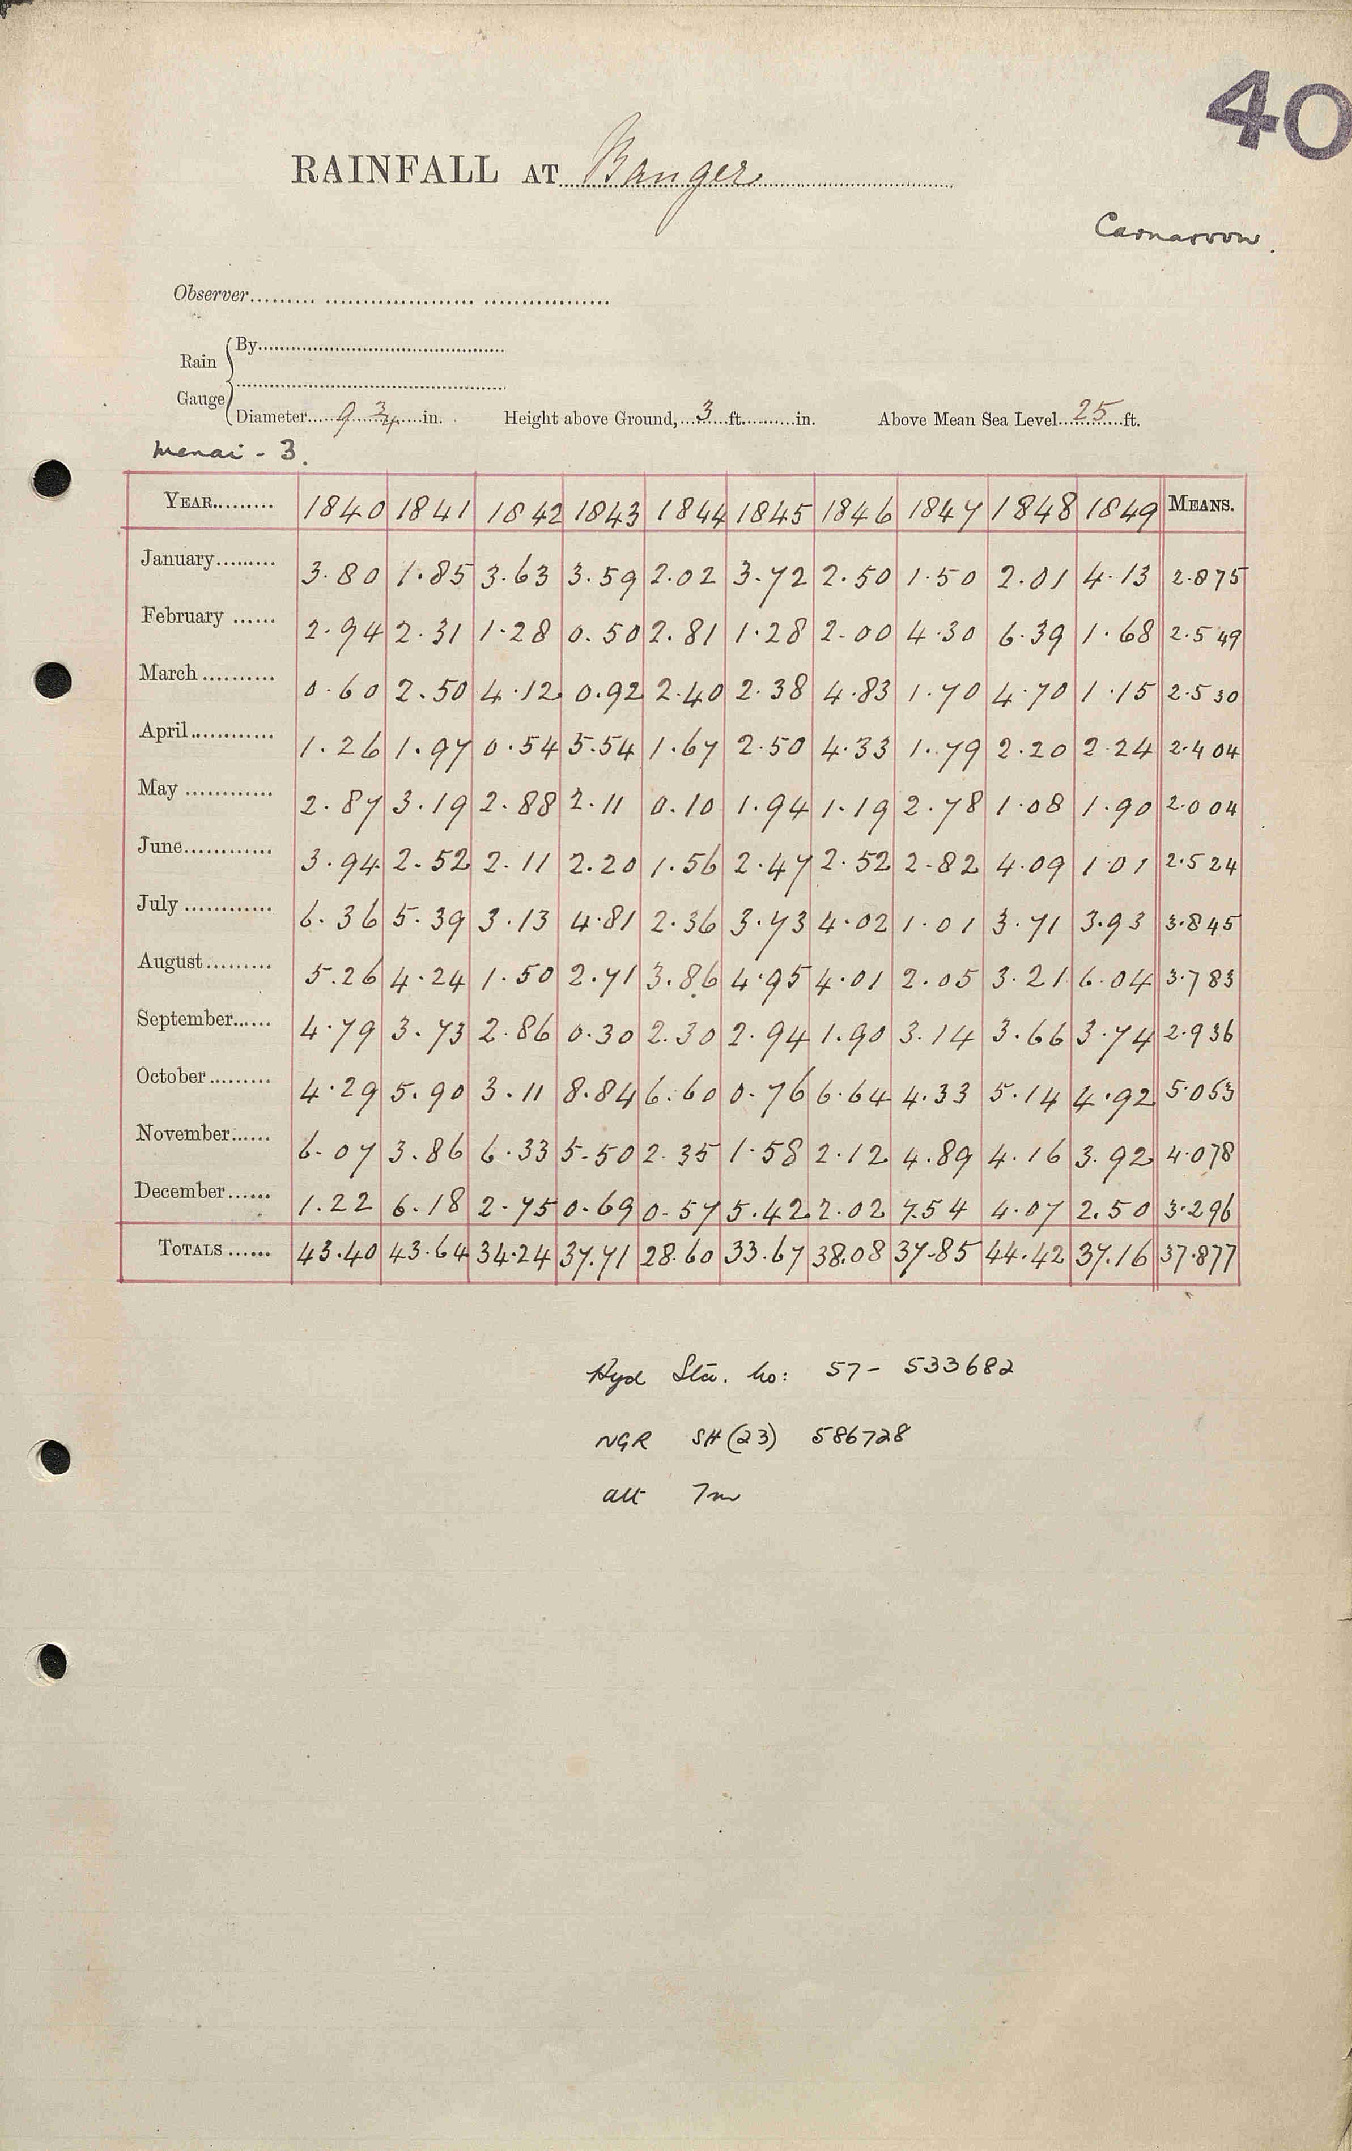 40
RAINFALL AT Banger
Carnarvon.
Observer
Rain Gauge { By
Diameter 9 3/4 in. Height above Ground, 3 ft. in. Above Mean Sea Level 25 ft.
Menai - 3.
YEAR 1840 1841 1842 1843 1844 1845 1846 1847 1848 1849 MEANS.
January 3.80 1.85 3.63 3.59 2.02 3.72 2.50 1.50 2.01 4.13 2.875
February 2.94 2.31 1.28 0.50 2.81 1.28 2.00 4.30 6.39 1.68 2.549
March 0.60 2.50 4.12 0.92 2.40 2.38 4.83 1.70 4.70 1.15 2.530
April 1.26 1.97 0.54 5.54 1.67 2.50 4.33 1.79 2.20 2.24 2.404
May 2.87 3.19 2.88 2.11 0.10 1.94 1.19 2.78 1.08 1.90 2.004
June 3.94 2.52 2.11 2.20 1.56 2.47 2.52 2.82 4.09 1.01 2.524
July 6.36 5.39 3.13 4.81 2.36 3.73 4.02 1.01 3.71 3.93 3.845
August 5.26 4.24 1.50 2.71 3.86 4.95 4.01 2.05 3.21 6.04 3.783
September 4.79 3.73 2.86 0.30 2.30 2.94 1.90 3.14 3.66 3.74 2.936
October 4.29 5.90 3.11 8.84 6.60 0.76 6.64 4.33 5.14 4.92 5.053
November 6.07 3.86 6.33 5.50 2.35 1.58 2.12 4.89 4.16 3.92 4.078
December 1.22 6.18 2.75 0.69 0.57 5.42 2.02 7.54 4.07 2.50 3.296
TOTALS 43.40 43.64 34.24 37.71 28.60 33.67 38.08 37.85 44.42 37.16 37.877
Hyd Sta. No: 57- 533682
NGR SH (23) 586728
alt 7m